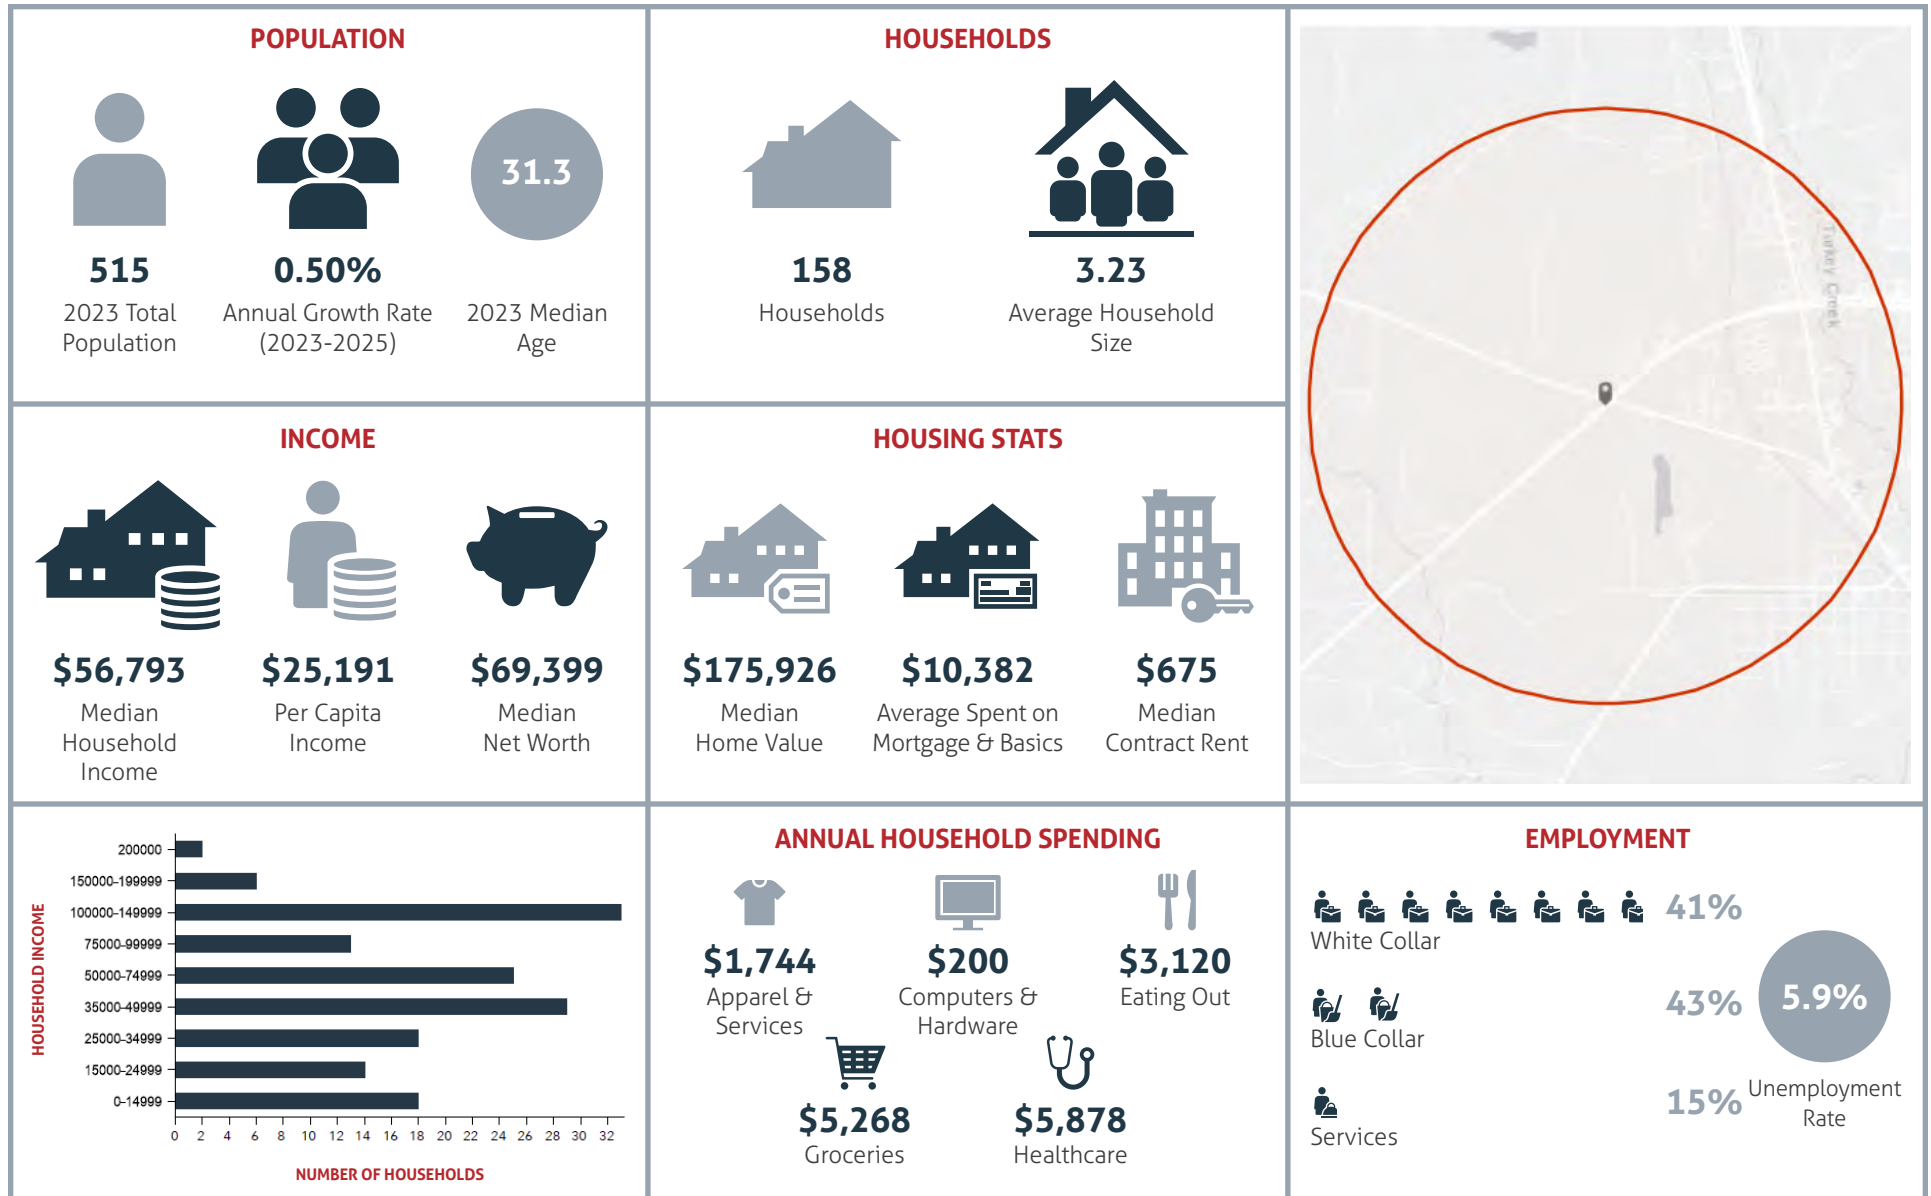 POPULATION
31.3
515
2023 Total
Population
0.50%
Annual Growth Rate
(2023-2025)
2023 Median
Age
HOUSEHOLDS
158
Households
3.23
Average Household
Size
Turkey Creek
INCOME
$56,793
Median
Household
Income
$25,191
Per Capita
Income
$69,399
Median
Net Worth
HOUSING STATS
$175,926
Median
Home Value
$10,382
Average Spent on
Mortgage & Basics
$675
Median
Contract Rent
HOUSEHOLD INCOME
200000
150000-199999
100000-149999
75000-99999
50000-74999
35000-49999
25000-34999
15000-24999
0-14999
0 2 4 6 8 10 12 14 16 18 20 22 24 26 28 30 32
NUMBER OF HOUSEHOLDS
ANNUAL HOUSEHOLD SPENDING
$1,744
Apparel &
Services
$200
Computers &
Hardware
$3,120
Eating Out
$5,268
Groceries
$5,878
Healthcare
EMPLOYMENT
41%
White Collar
43%
Blue Collar
15%
Services
5.9%
Unemployment
Rate